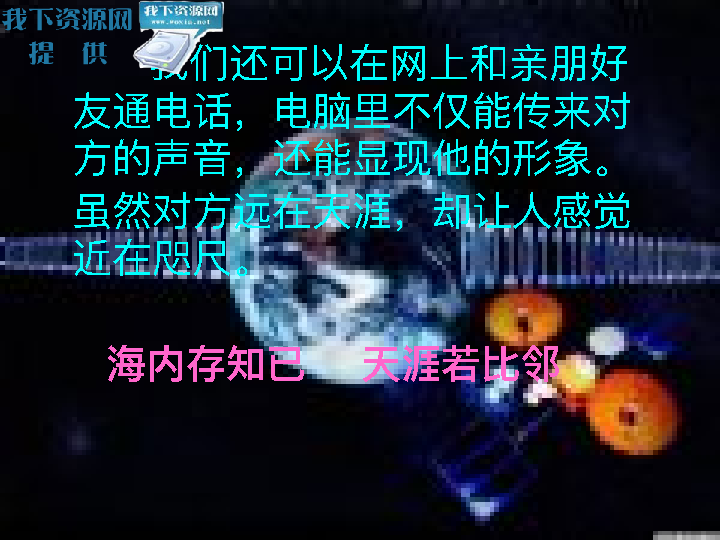 我下资源网
提 供
我下资源网
www.woxia.net
我们还可以在网上和亲朋好
友通电话，电脑里不仅能传来对
方的声音，还能显现他的形象。
虽然对方远在天涯，却让人感觉
近在咫尺。
海内存知已 天涯若比邻